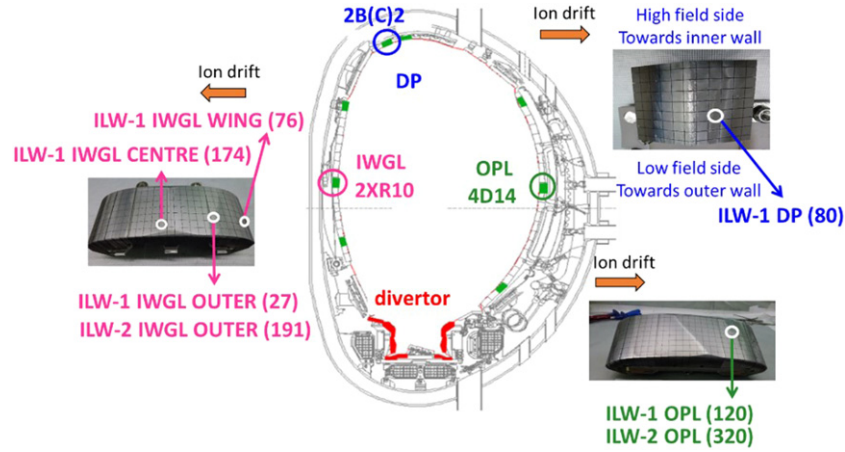 2B(C)2
DP
Ion drift
High field side
Towards inner wall
Ion drift
ILW-1 IWGL WING (76)
ILW-1 IWGL CENTRE (174)
IWGL
2XR10
OPL
4D14
Low field side
Towards outer wall
ILW-1 DP (80)
ILW-1 IWGL OUTER (27)
ILW-2 IWGL OUTER (191)
divertor
Ion drift
ILW-1 OPL (120)
ILW-2 OPL (320)